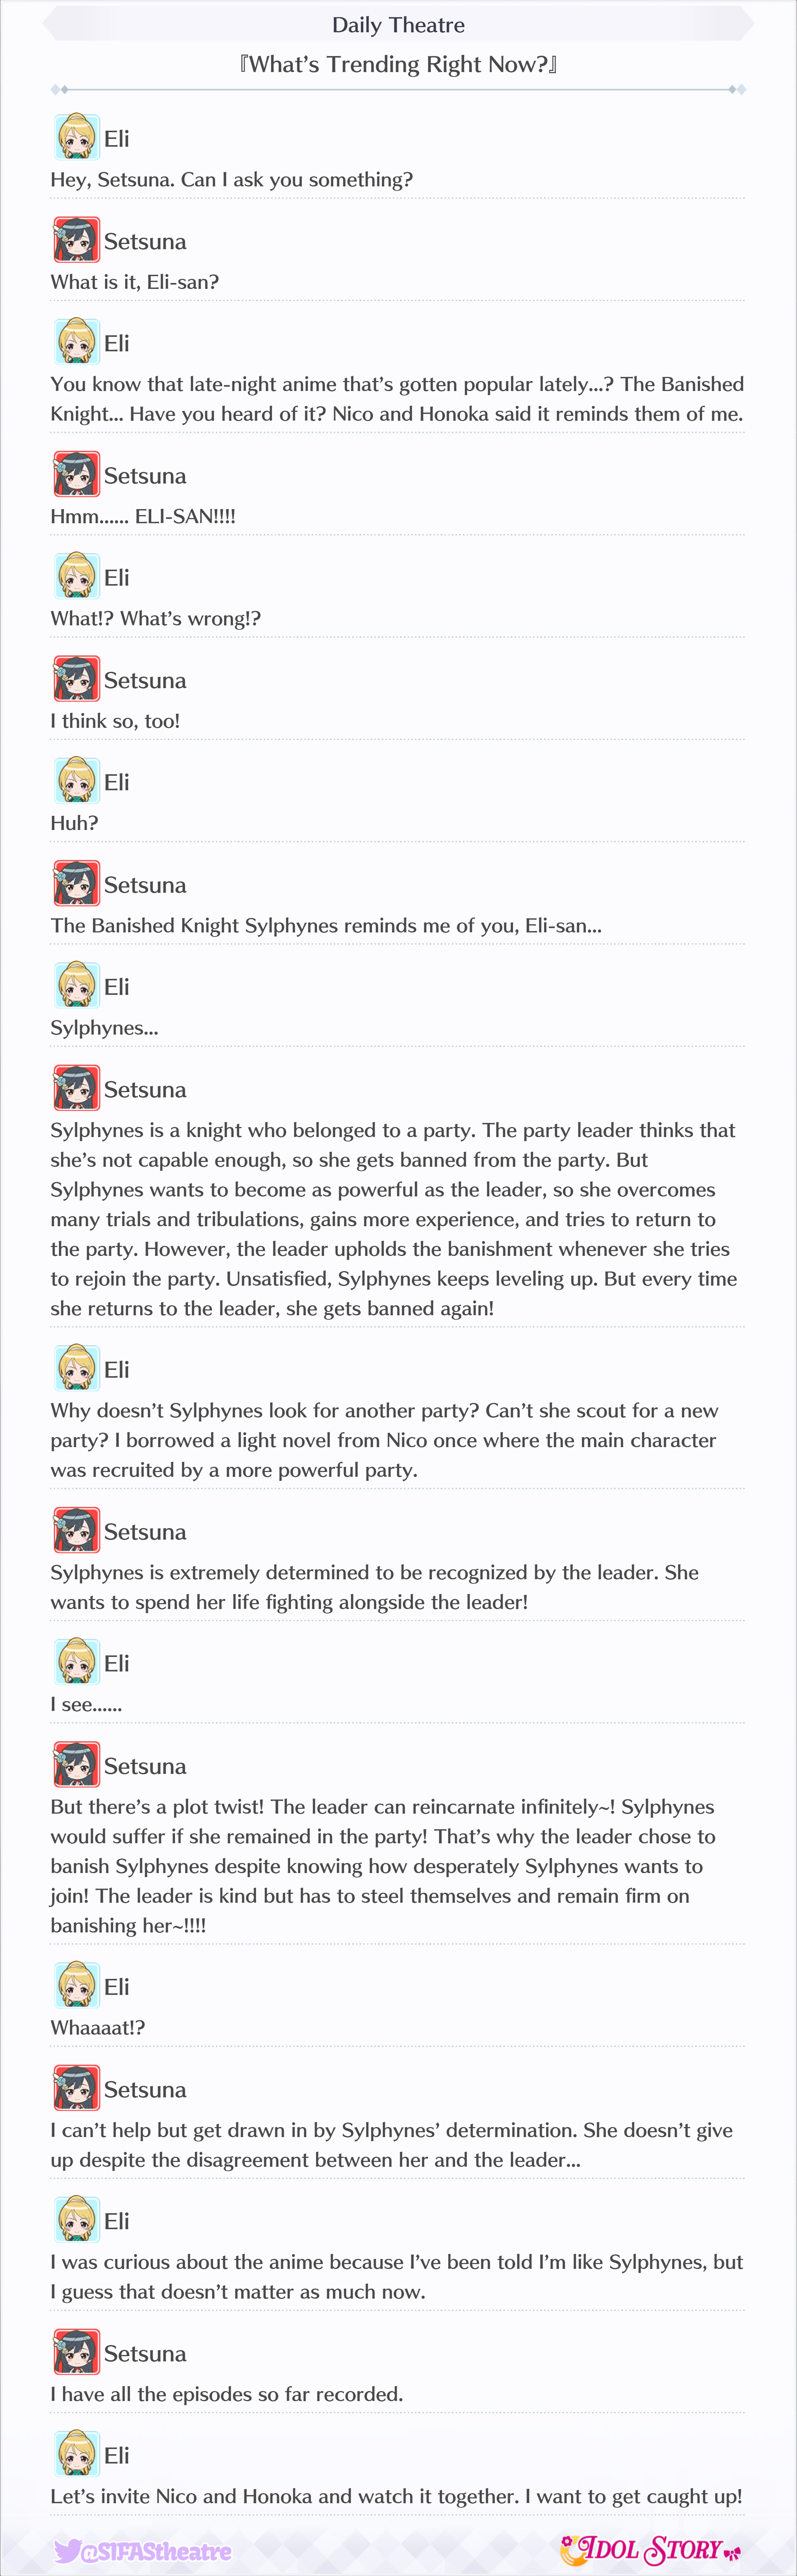 Daily Theatre
『What's Trending Right Now?』
Eli
Hey, Setsuna. Can I ask you something?
Setsuna
What is it, Eli-san?
Eli
You know that late-night anime that's gotten popular lately...? The Banished
Knight... Have you heard of it? Nico and Honoka said it reminds them of me.
Setsuna
Hmm...... ELI-SAN!!!!
Eli
What!? What's wrong!?
Setsuna
I think so, too!
Eli
Huh?
Setsuna
The Banished Knight Sylphynes reminds me of you, Eli-san...
Eli
Sylphynes...
Setsuna
Sylphynes is a knight who belonged to a party. The party leader thinks that
she's not capable enough, so she gets banned from the party. But
Sylphynes wants to become as powerful as the leader, so she overcomes
many trials and tribulations, gains more experience, and tries to return to
the party. However, the leader upholds the banishment whenever she tries
to rejoin the party. Unsatisfied, Sylphynes keeps leveling up. But every time
she returns to the leader, she gets banned again!
Eli
Why doesn't Sylphynes look for another party? Can't she scout for a new
party? I borrowed a light novel from Nico once where the main character
was recruited by a more powerful party.
Setsuna
Sylphynes is extremely determined to be recognized by the leader. She
wants to spend her life fighting alongside the leader!
Eli
I see......
Setsuna
But there's a plot twist! The leader can reincarnate infinitely~! Sylphynes
would suffer if she remained in the party! That's why the leader chose to
banish Sylphynes despite knowing how desperately Sylphynes wants to
join! The leader is kind but has to steel themselves and remain firm on
banishing her~!!!!
Eli
Whaaaat!?
Setsuna
I can't help but get drawn in by Sylphynes' determination. She doesn't give
up despite the disagreement between her and the leader...
Eli
I was curious about the anime because I've been told I'm like Sylphynes, but
I guess that doesn't matter as much now.
Setsuna
I have all the episodes so far recorded.
Eli
Let's invite Nico and Honoka and watch it together. I want to get caught up!
@SIFAStheatre
IDOL STORY